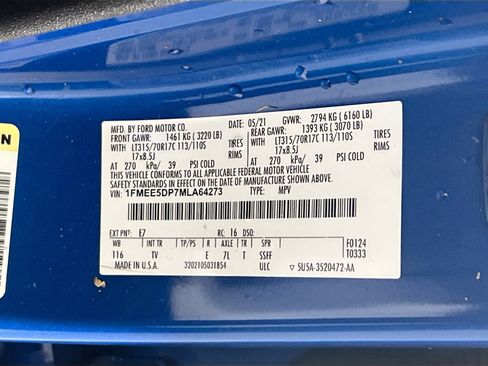 MFD. BY FORD MOTOR CO.
05/21 GVWR: 2794 KG ( 6160 LB)
FRONT GAWR: 1461 KG ( 3220 LB)
REAR GAWR: 1393 KG ( 3070 LB)
WITH LT315/70R17C 113/110S TIRES
WITH LT315/70R17C 113/110S TIRES
17x8.5J RIMS
17x8.5J RIMS
AT 270 kPa/ 39 PSI COLD
AT 270 kPa/ 39 PSI COLD
THIS VEHICLE CONFORMS TO ALL APPLICABLE FEDERAL MOTOR VEHICLE
SAFETY STANDARDS IN EFFECT ON THE DATE OF MANUFACTURE SHOWN ABOVE.
VIN: 1FMEE5DP7MLA64273
TYPE: MPV
EXT PNT: E7 RC: 16 DSO:
WB INT TR TP/PS R AXLE TR SPR F0124
116 TV E 7L T SSFF T0333
MADE IN U.S.A. 3202105031854 ULC ▽ 5U5A-3520472-AA